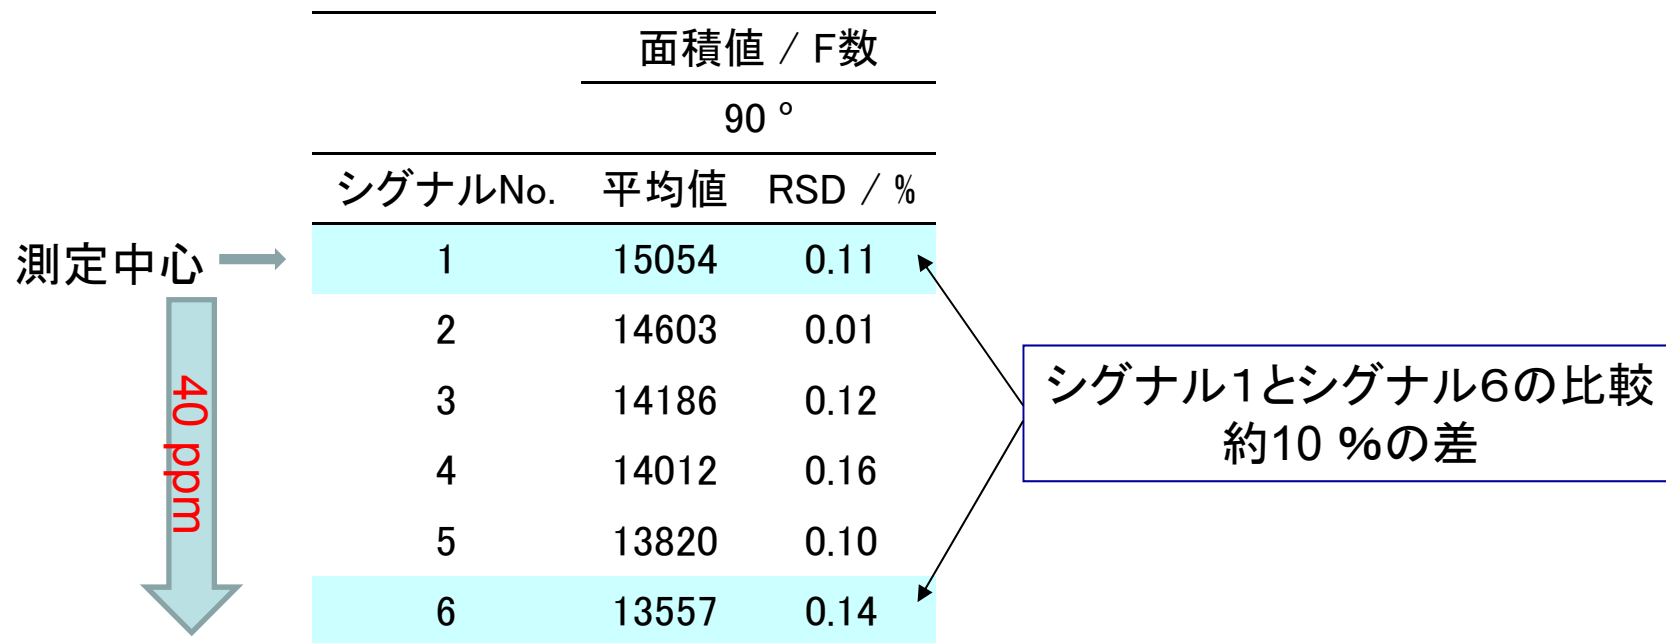 面積値 / F数
90 °
シグナルNo. 平均値 RSD / %
測定中心 1 15054 0.11
2 14603 0.01
3 14186 0.12
4 14012 0.16
5 13820 0.10
6 13557 0.14
40 ppm
シグナル1とシグナル6の比較
約10 %の差